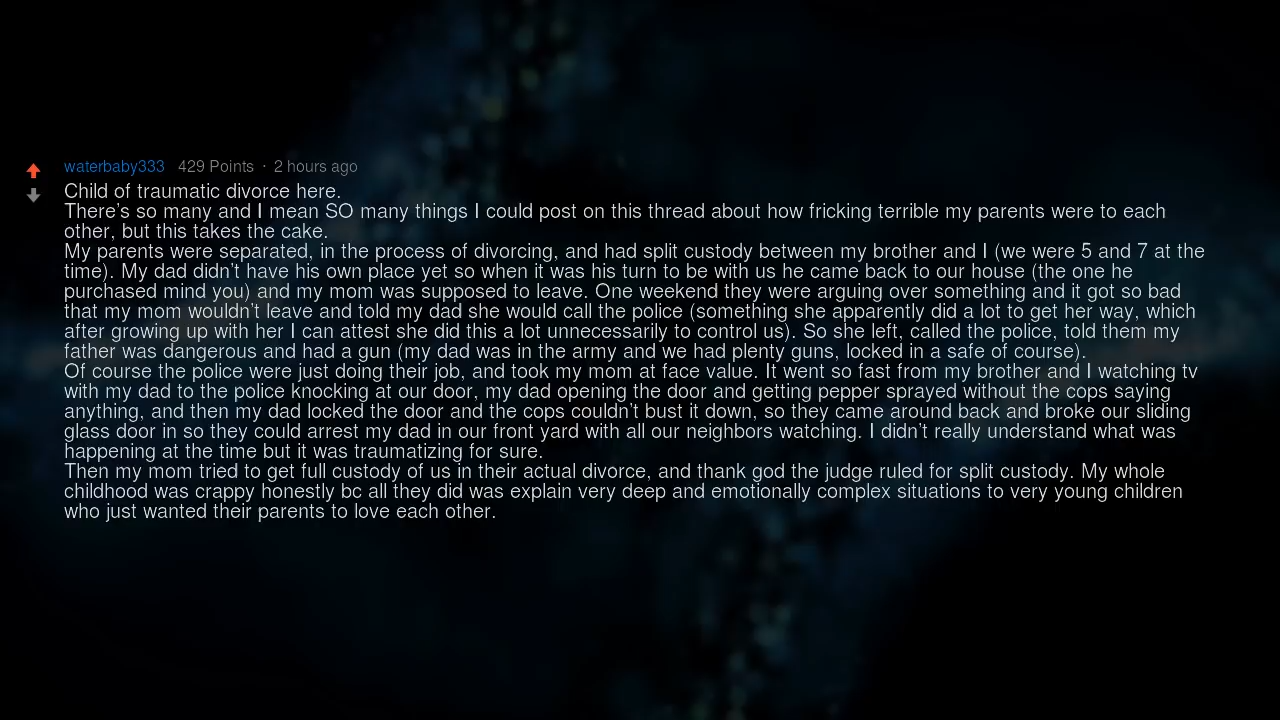 waterbaby333 429 Points · 2 hours ago
Child of traumatic divorce here.
There's so many and I mean SO many things I could post on this thread about how fricking terrible my parents were to each
other, but this takes the cake.
My parents were separated, in the process of divorcing, and had split custody between my brother and I (we were 5 and 7 at the
time). My dad didn't have his own place yet so when it was his turn to be with us he came back to our house (the one he
purchased mind you) and my mom was supposed to leave. One weekend they were arguing over something and it got so bad
that my mom wouldn't leave and told my dad she would call the police (something she apparently did a lot to get her way, which
after growing up with her I can attest she did this a lot unnecessarily to control us). So she left, called the police, told them my
father was dangerous and had a gun (my dad was in the army and we had plenty guns, locked in a safe of course).
Of course the police were just doing their job, and took my mom at face value. It went so fast from my brother and I watching tv
with my dad to the police knocking at our door, my dad opening the door and getting pepper sprayed without the cops saying
anything, and then my dad locked the door and the cops couldn't bust it down, so they came around back and broke our sliding
glass door in so they could arrest my dad in our front yard with all our neighbors watching. I didn't really understand what was
happening at the time but it was traumatizing for sure.
Then my mom tried to get full custody of us in their actual divorce, and thank god the judge ruled for split custody. My whole
childhood was crappy honestly bc all they did was explain very deep and emotionally complex situations to very young children
who just wanted their parents to love each other.